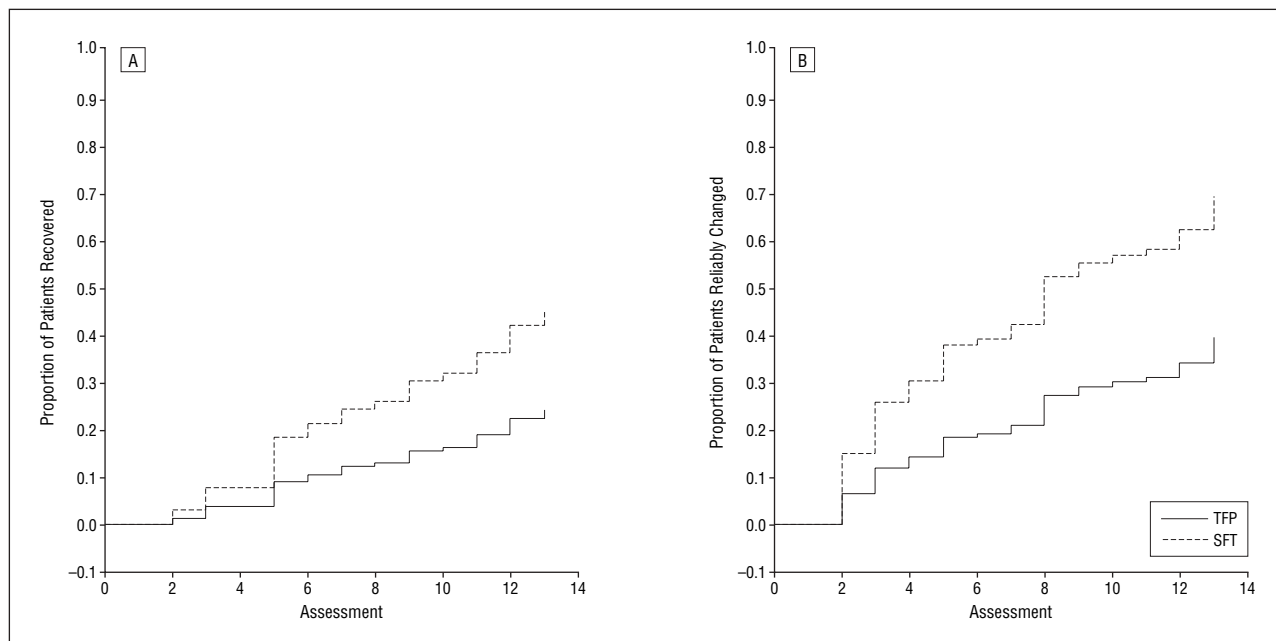 A
1.0
0.9
0.8
0.7
0.6
0.5
0.4
0.3
0.2
0.1
0.0
–0.1
Proportion of Patients Recovered
0 2 4 6 8 10 12 14
Assessment
B
1.0
0.9
0.8
0.7
0.6
0.5
0.4
0.3
0.2
0.1
0.0
–0.1
Proportion of Patients Reliably Changed
0 2 4 6 8 10 12 14
Assessment
TFP
SFT